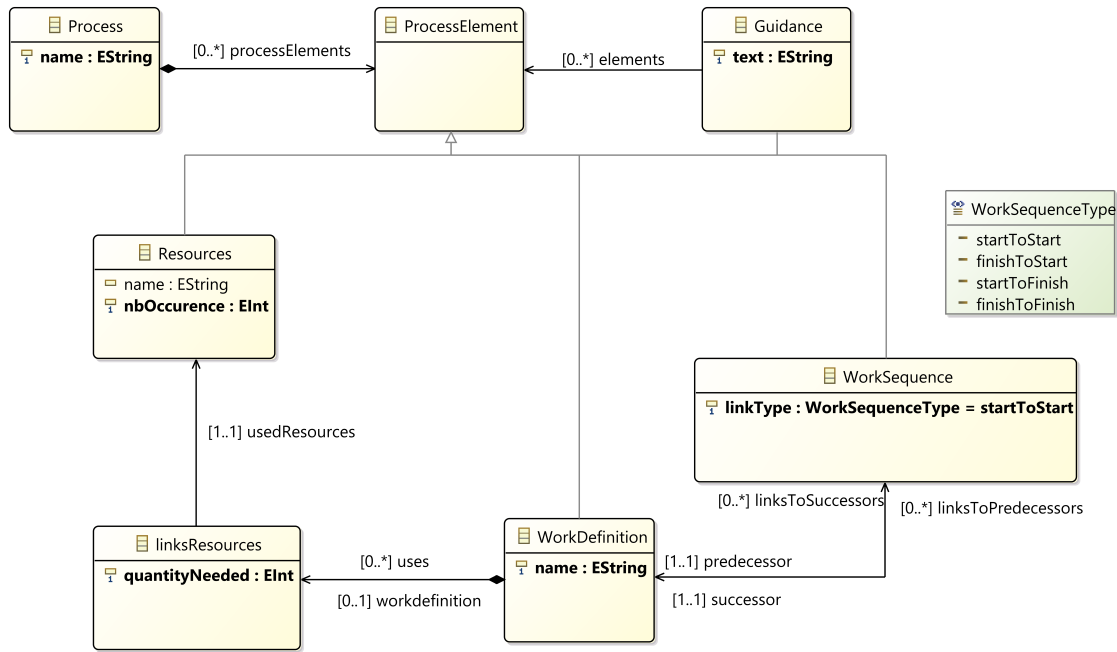 Process
name : EString
[0..*] processElements
ProcessElement
[0..*] elements
Guidance
text : EString
Resources
name : EString
nbOccurence : EInt
WorkSequenceType
startToStart
finishToStart
startToFinish
finishToFinish
WorkSequence
linkType : WorkSequenceType = startToStart
[1..1] usedResources
[0..*] linksToSuccessors
[0..*] linksToPredecessors
linksResources
quantityNeeded : EInt
[0..*] uses
[0..1] workdefinition
WorkDefinition
name : EString
[1..1] predecessor
[1..1] successor